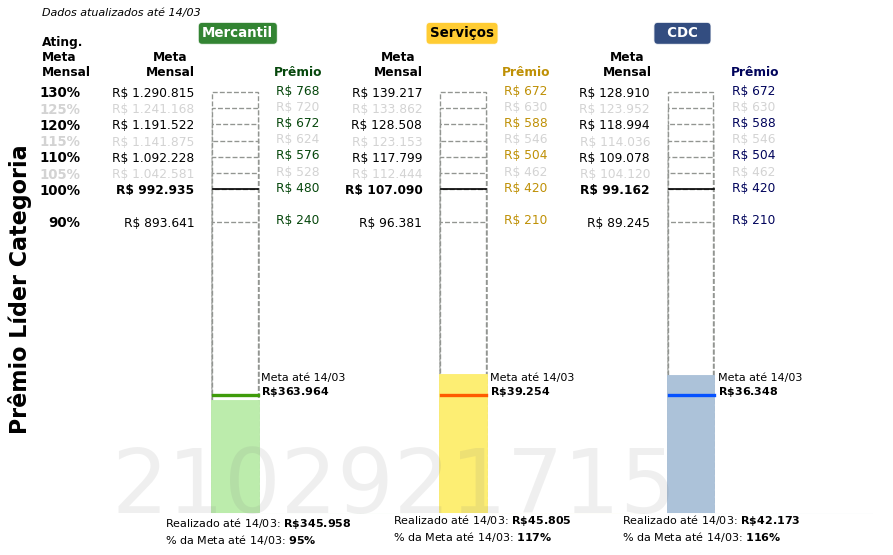 Dados atualizados até 14/03
Mercantil Serviços CDC
Ating. Meta Mensal Meta Mensal Prêmio Meta Mensal Prêmio Meta Mensal Prêmio
130% R$ 1.290.815 R$ 768 R$ 139.217 R$ 672 R$ 128.910 R$ 672
125% R$ 1.241.168 R$ 720 R$ 133.862 R$ 630 R$ 123.952 R$ 630
120% R$ 1.191.522 R$ 672 R$ 128.508 R$ 588 R$ 118.994 R$ 588
115% R$ 1.141.875 R$ 624 R$ 123.153 R$ 546 R$ 114.036 R$ 546
110% R$ 1.092.228 R$ 576 R$ 117.799 R$ 504 R$ 109.078 R$ 504
105% R$ 1.042.581 R$ 528 R$ 112.444 R$ 462 R$ 104.120 R$ 462
100% R$ 992.935 R$ 480 R$ 107.090 R$ 420 R$ 99.162 R$ 420
90% R$ 893.641 R$ 240 R$ 96.381 R$ 210 R$ 89.245 R$ 210
Prêmio Líder Categoria
Meta até 14/03 Meta até 14/03 Meta até 14/03
R$363.964 R$39.254 R$36.348
2102921715
Realizado até 14/03: R$345.958 Realizado até 14/03: R$45.805 Realizado até 14/03: R$42.173
% da Meta até 14/03: 95% % da Meta até 14/03: 117% % da Meta até 14/03: 116%